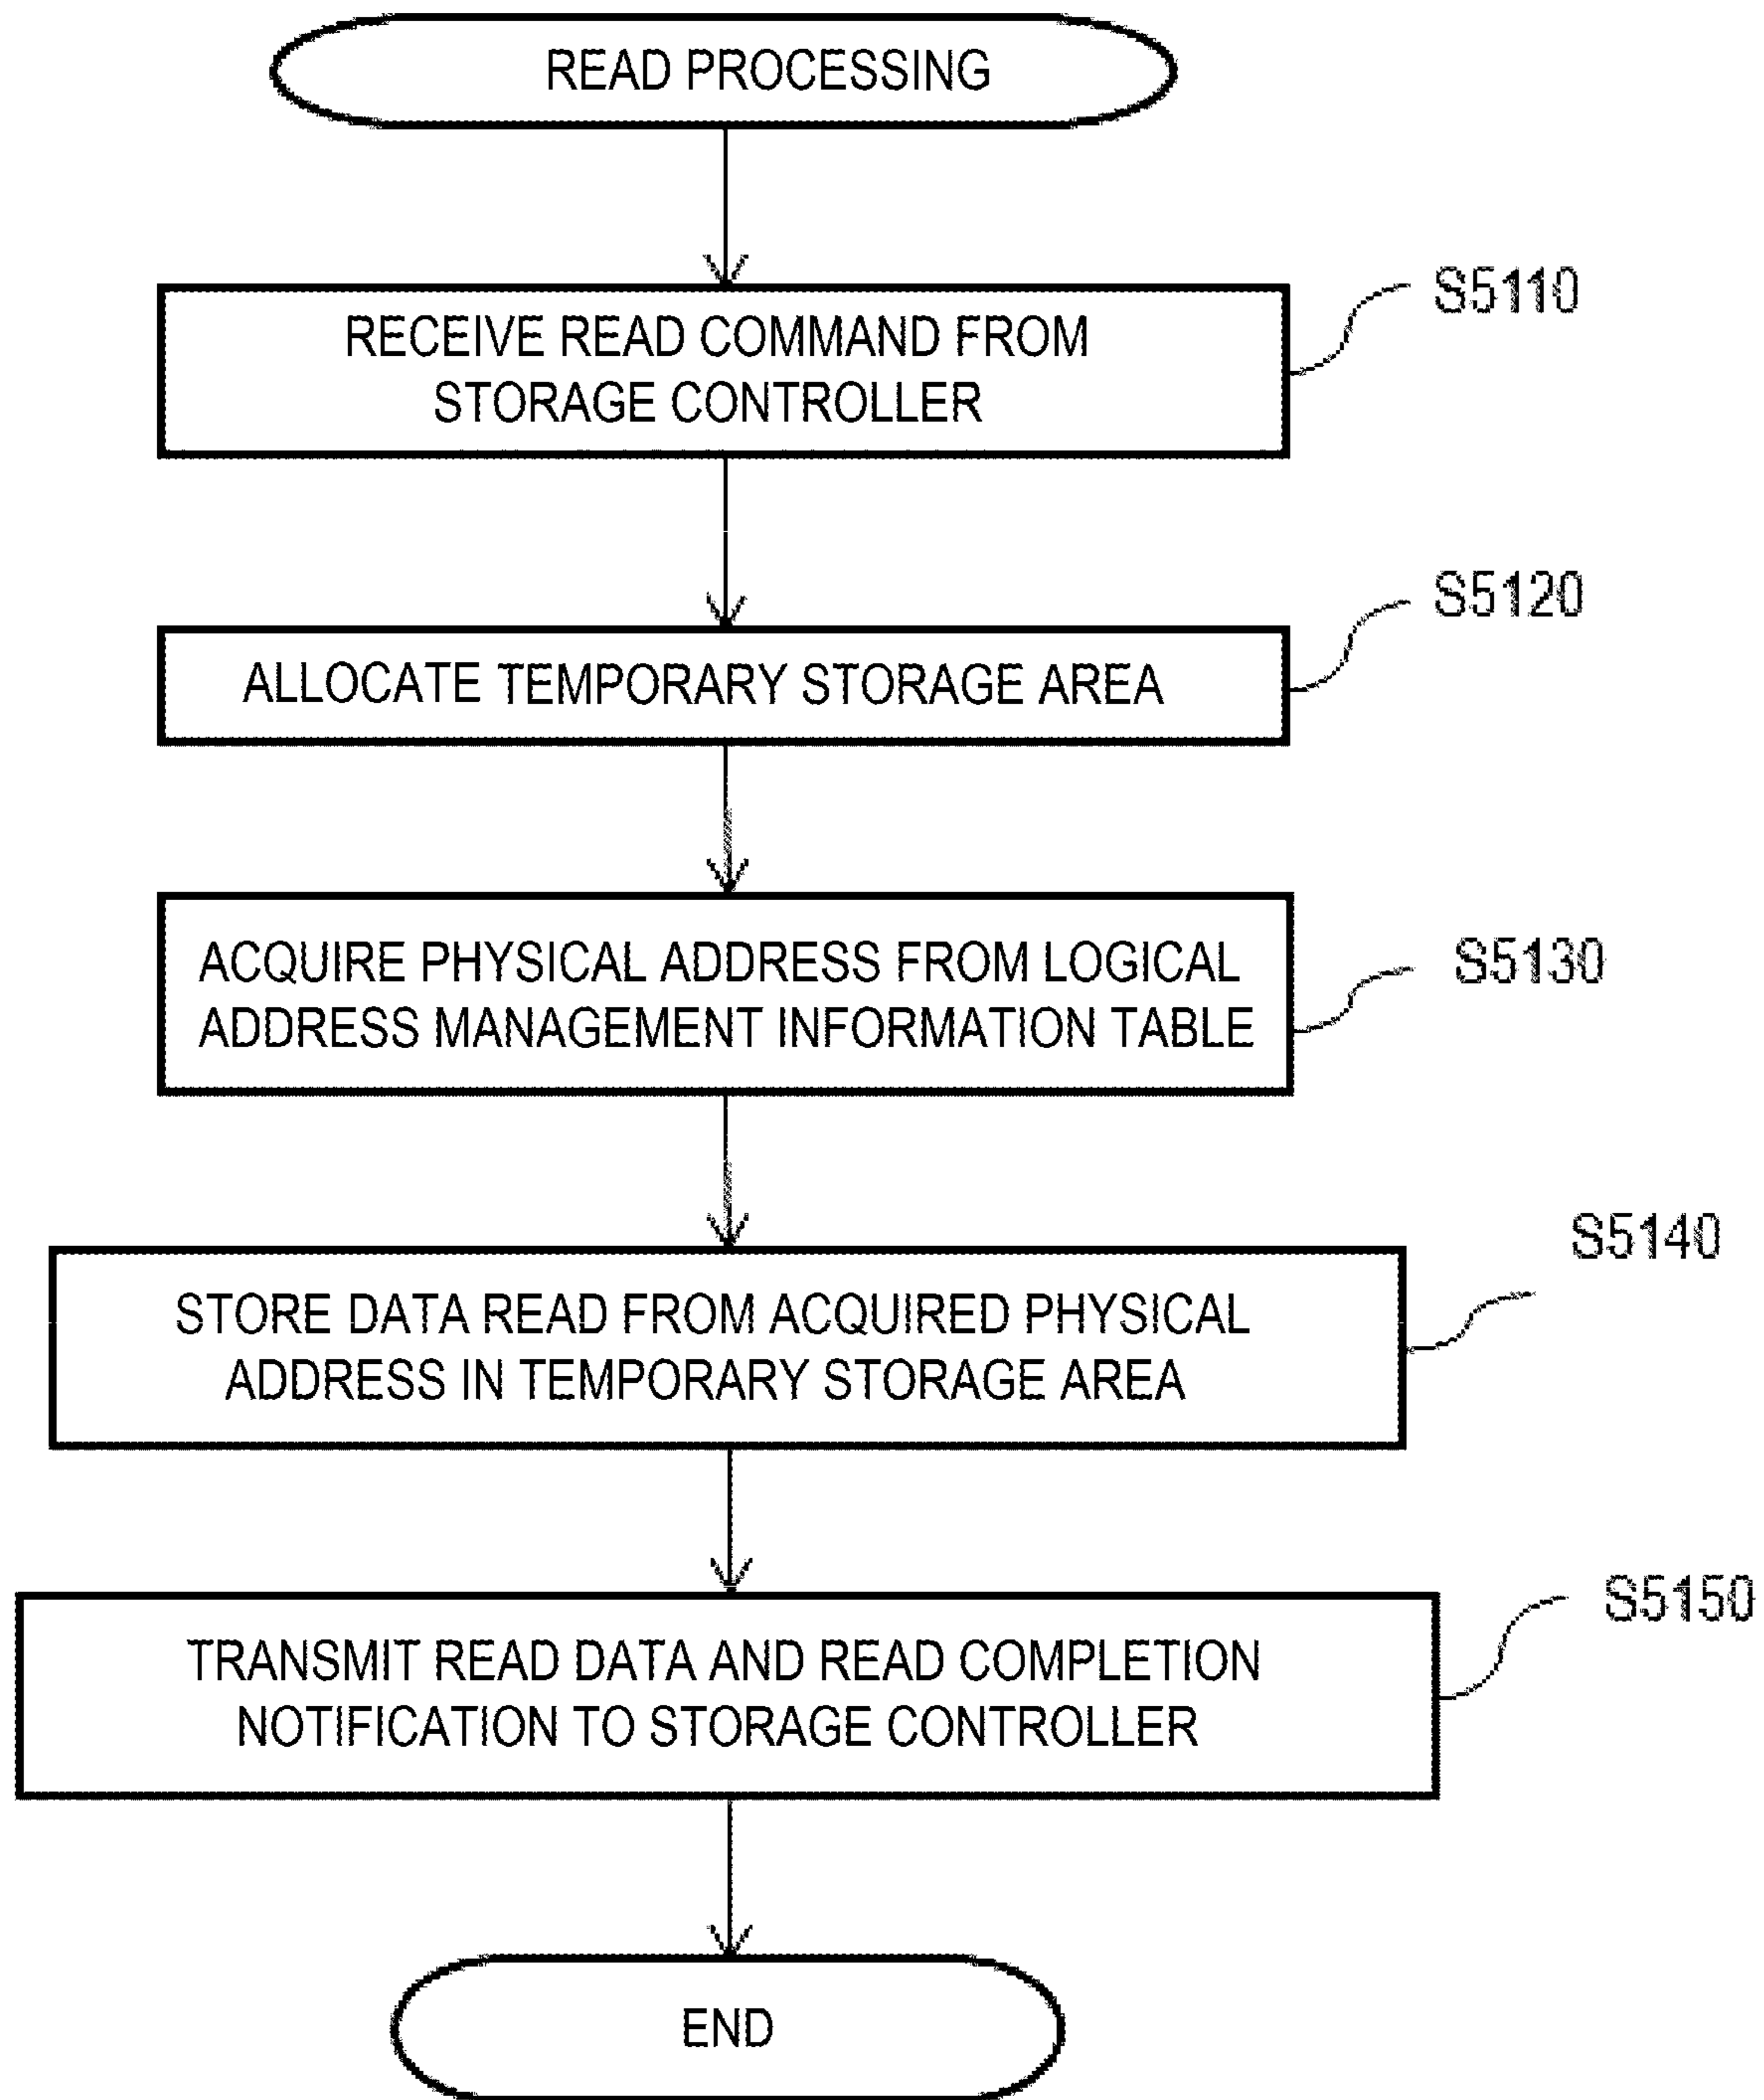 READ PROCESSING
RECEIVE READ COMMAND FROM
STORAGE CONTROLLER
S5110
ALLOCATE TEMPORARY STORAGE AREA
S5120
ACQUIRE PHYSICAL ADDRESS FROM LOGICAL
ADDRESS MANAGEMENT INFORMATION TABLE
S5130
STORE DATA READ FROM ACQUIRED PHYSICAL
ADDRESS IN TEMPORARY STORAGE AREA
S5140
TRANSMIT READ DATA AND READ COMPLETION
NOTIFICATION TO STORAGE CONTROLLER
S5150
END